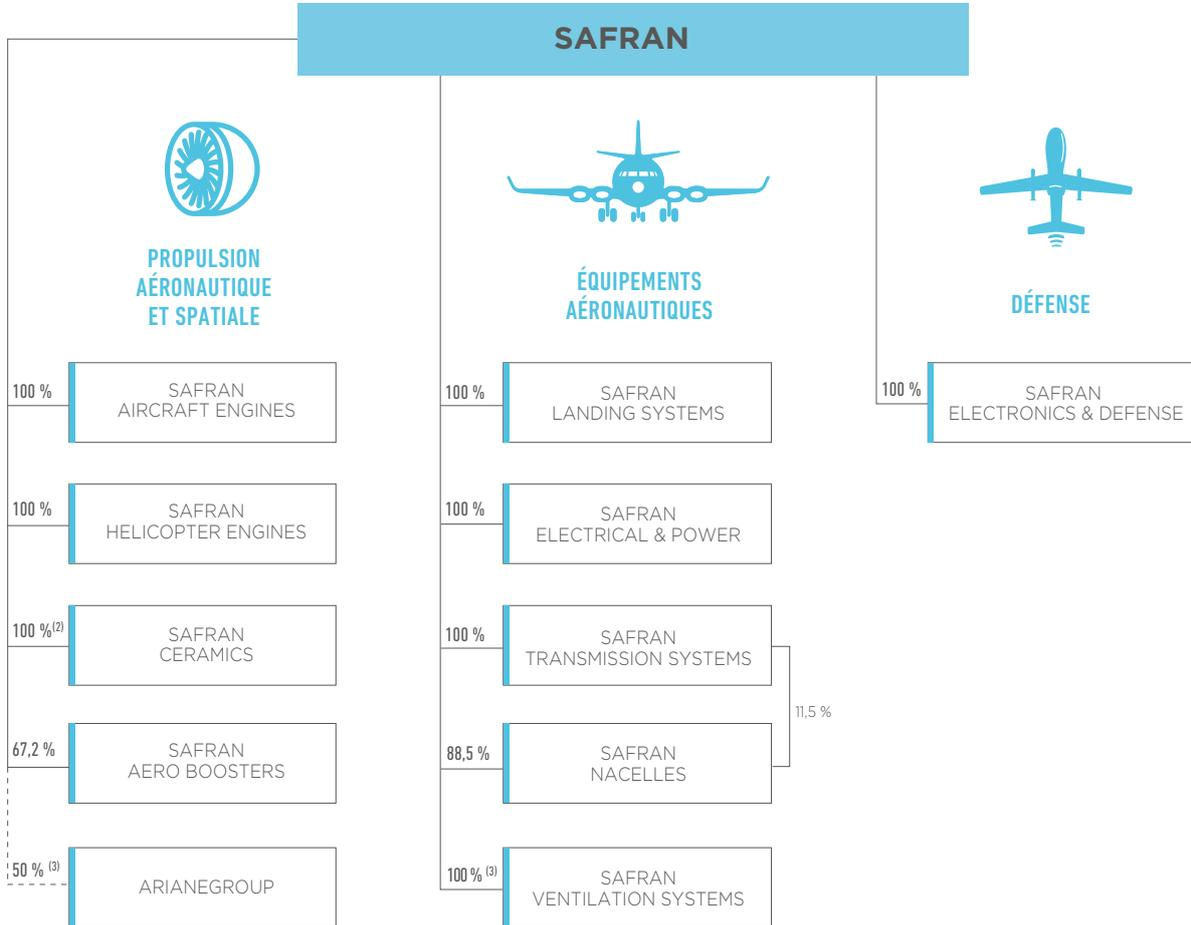 SAFRAN
PROPULSION
AÉRONAUTIQUE
ET SPATIALE
100 %
SAFRAN
AIRCRAFT ENGINES
100 %
SAFRAN
HELICOPTER ENGINES
100 %(2)
SAFRAN
CERAMICS
67,2 %
SAFRAN
AERO BOOSTERS
50 % (3)
ARIANEGROUP
ÉQUIPEMENTS
AÉRONAUTIQUES
100 %
SAFRAN
LANDING SYSTEMS
100 %
SAFRAN
ELECTRICAL & POWER
100 %
SAFRAN
TRANSMISSION SYSTEMS
11,5 %
88,5 %
SAFRAN
NACELLES
100 % (3)
SAFRAN
VENTILATION SYSTEMS
DÉFENSE
100 %
SAFRAN
ELECTRONICS & DEFENSE